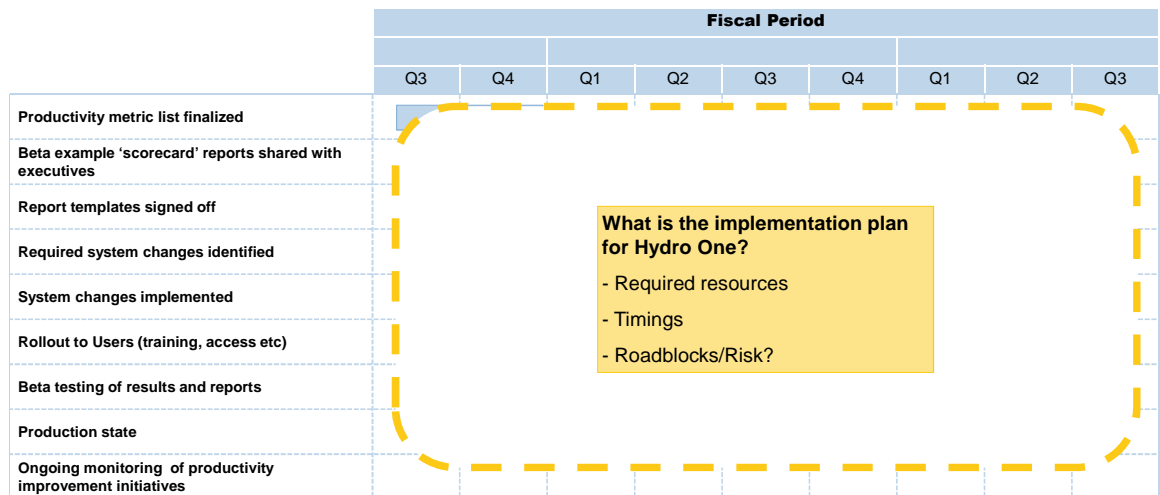 Fiscal Period
Q3 Q4 Q1 Q2 Q3 Q4 Q1 Q2 Q3
Productivity metric list finalized
Beta example ‘scorecard’ reports shared with
executives
Report templates signed off
Required system changes identified
System changes implemented
Rollout to Users (training, access etc)
Beta testing of results and reports
Production state
Ongoing monitoring of productivity
improvement initiatives
What is the implementation plan
for Hydro One?
- Required resources
- Timings
- Roadblocks/Risk?